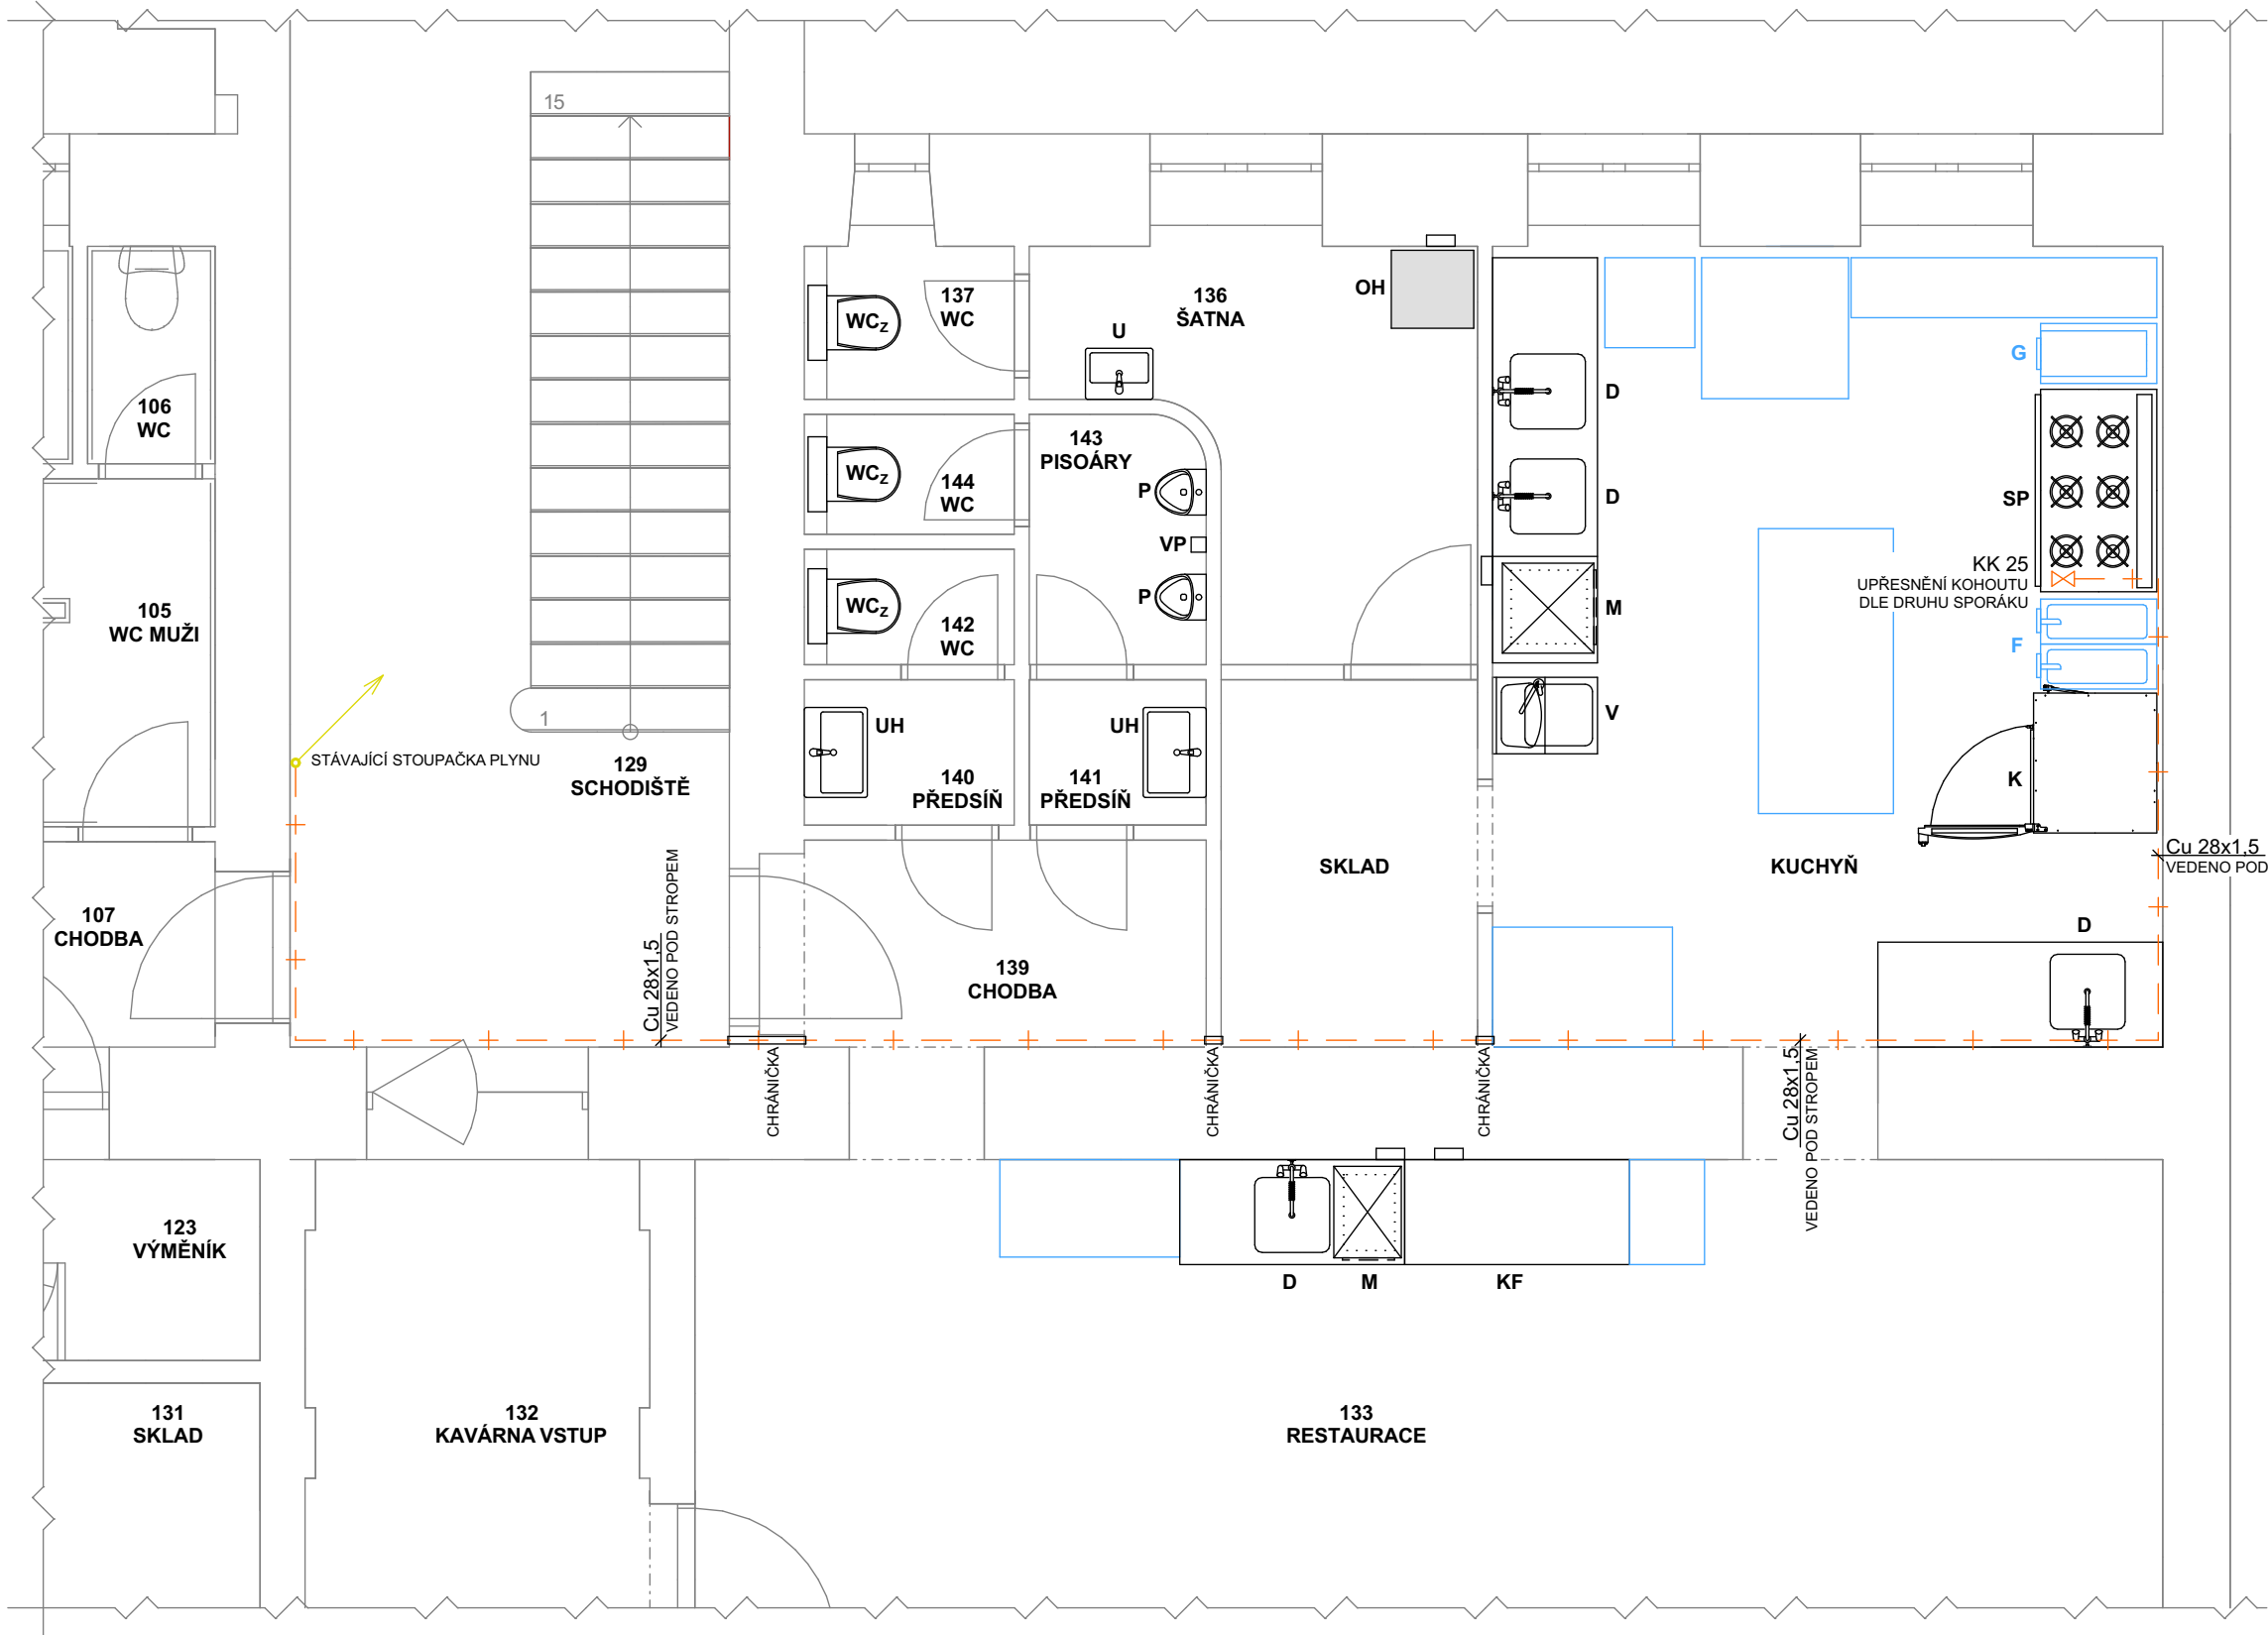 15
137
WC
136
ŠATNA
OH
U
WCZ
G
D
106
WC
143
PISOÁRY
WCZ
144
WC
P
D
SP
VP
KK 25
UPŘESNĚNÍ KOHOUTU
DLE DRUHU SPORÁKU
P
WCZ
M
105
WC MUŽI
142
WC
F
1
UH
UH
V
STÁVAJÍCÍ STOUPAČKA PLYNU
129
SCHODIŠTĚ
140
PŘEDSÍŇ
141
PŘEDSÍŇ
K
Cu 28x1,5
VEDENO POD
SKLAD
KUCHYŇ
107
CHODBA
D
Cu 28x1,5
VEDENO POD STROPEM
139
CHODBA
CHRÁNIČKA
CHRÁNIČKA
CHRÁNIČKA
Cu 28x1,5
VEDENO POD STROPEM
123
VÝMĚNÍK
D
M
KF
131
SKLAD
132
KAVÁRNA VSTUP
133
RESTAURACE